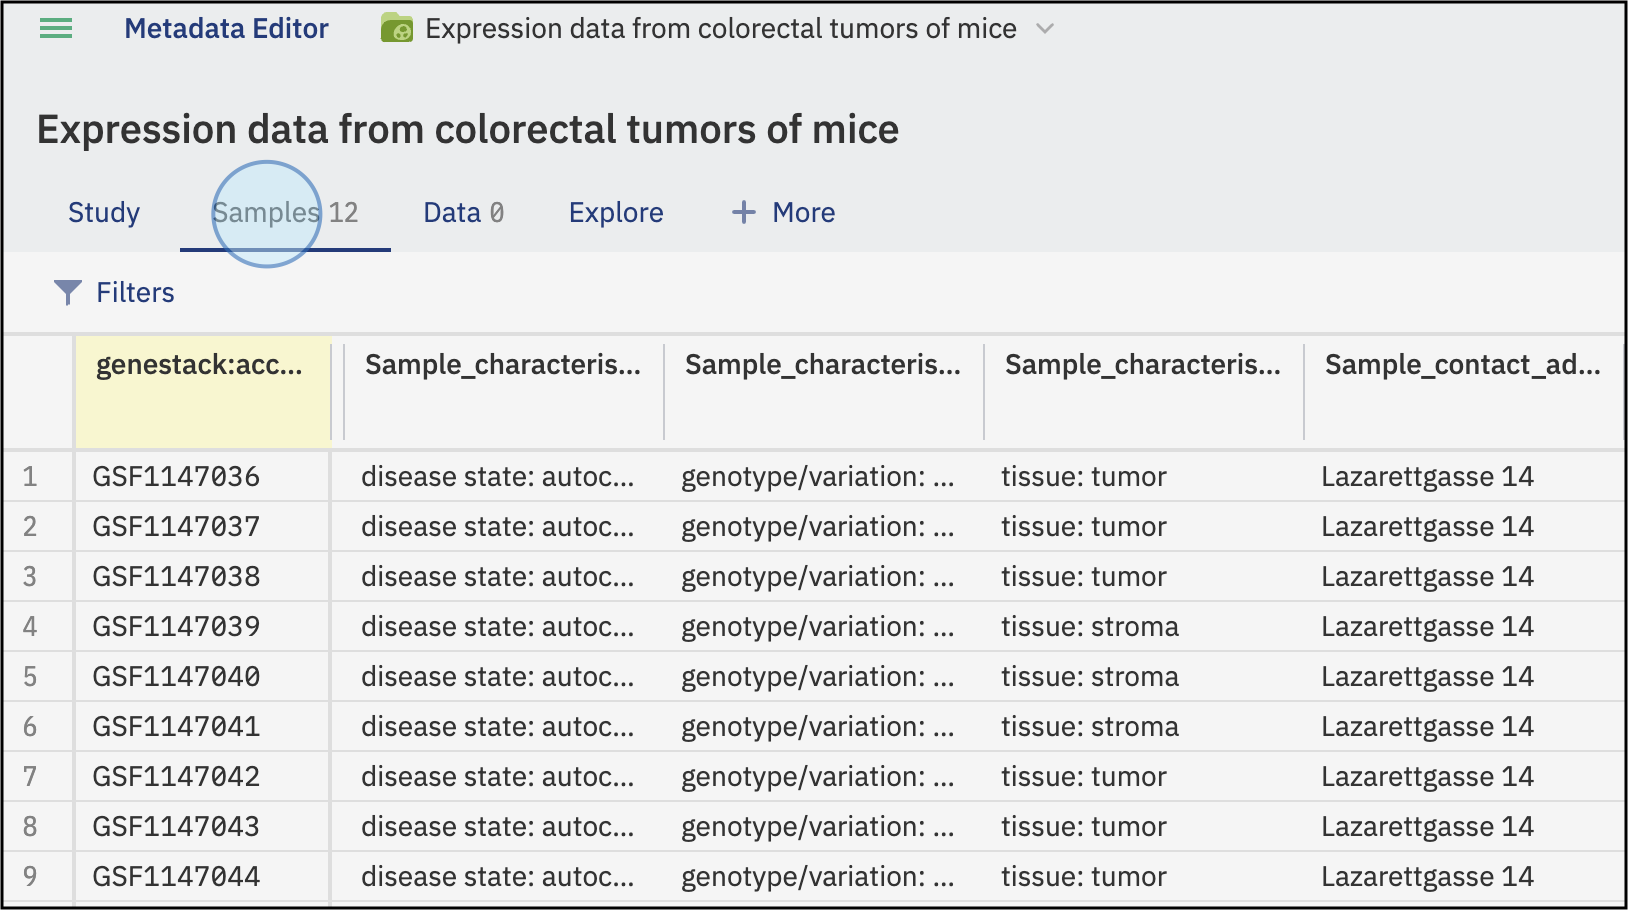 Metadata Editor Expression data from colorectal tumors of mice
Expression data from colorectal tumors of mice
Study Samples 12 Data 0 Explore + More
Filters
genestack:acc... Sample_characteris... Sample_characteris... Sample_characteris... Sample_contact_ad...
1 GSF1147036 disease state: autoc... genotype/variation: ... tissue: tumor Lazarettgasse 14
2 GSF1147037 disease state: autoc... genotype/variation: ... tissue: tumor Lazarettgasse 14
3 GSF1147038 disease state: autoc... genotype/variation: ... tissue: tumor Lazarettgasse 14
4 GSF1147039 disease state: autoc... genotype/variation: ... tissue: stroma Lazarettgasse 14
5 GSF1147040 disease state: autoc... genotype/variation: ... tissue: stroma Lazarettgasse 14
6 GSF1147041 disease state: autoc... genotype/variation: ... tissue: stroma Lazarettgasse 14
7 GSF1147042 disease state: autoc... genotype/variation: ... tissue: tumor Lazarettgasse 14
8 GSF1147043 disease state: autoc... genotype/variation: ... tissue: tumor Lazarettgasse 14
9 GSF1147044 disease state: autoc... genotype/variation: ... tissue: tumor Lazarettgasse 14